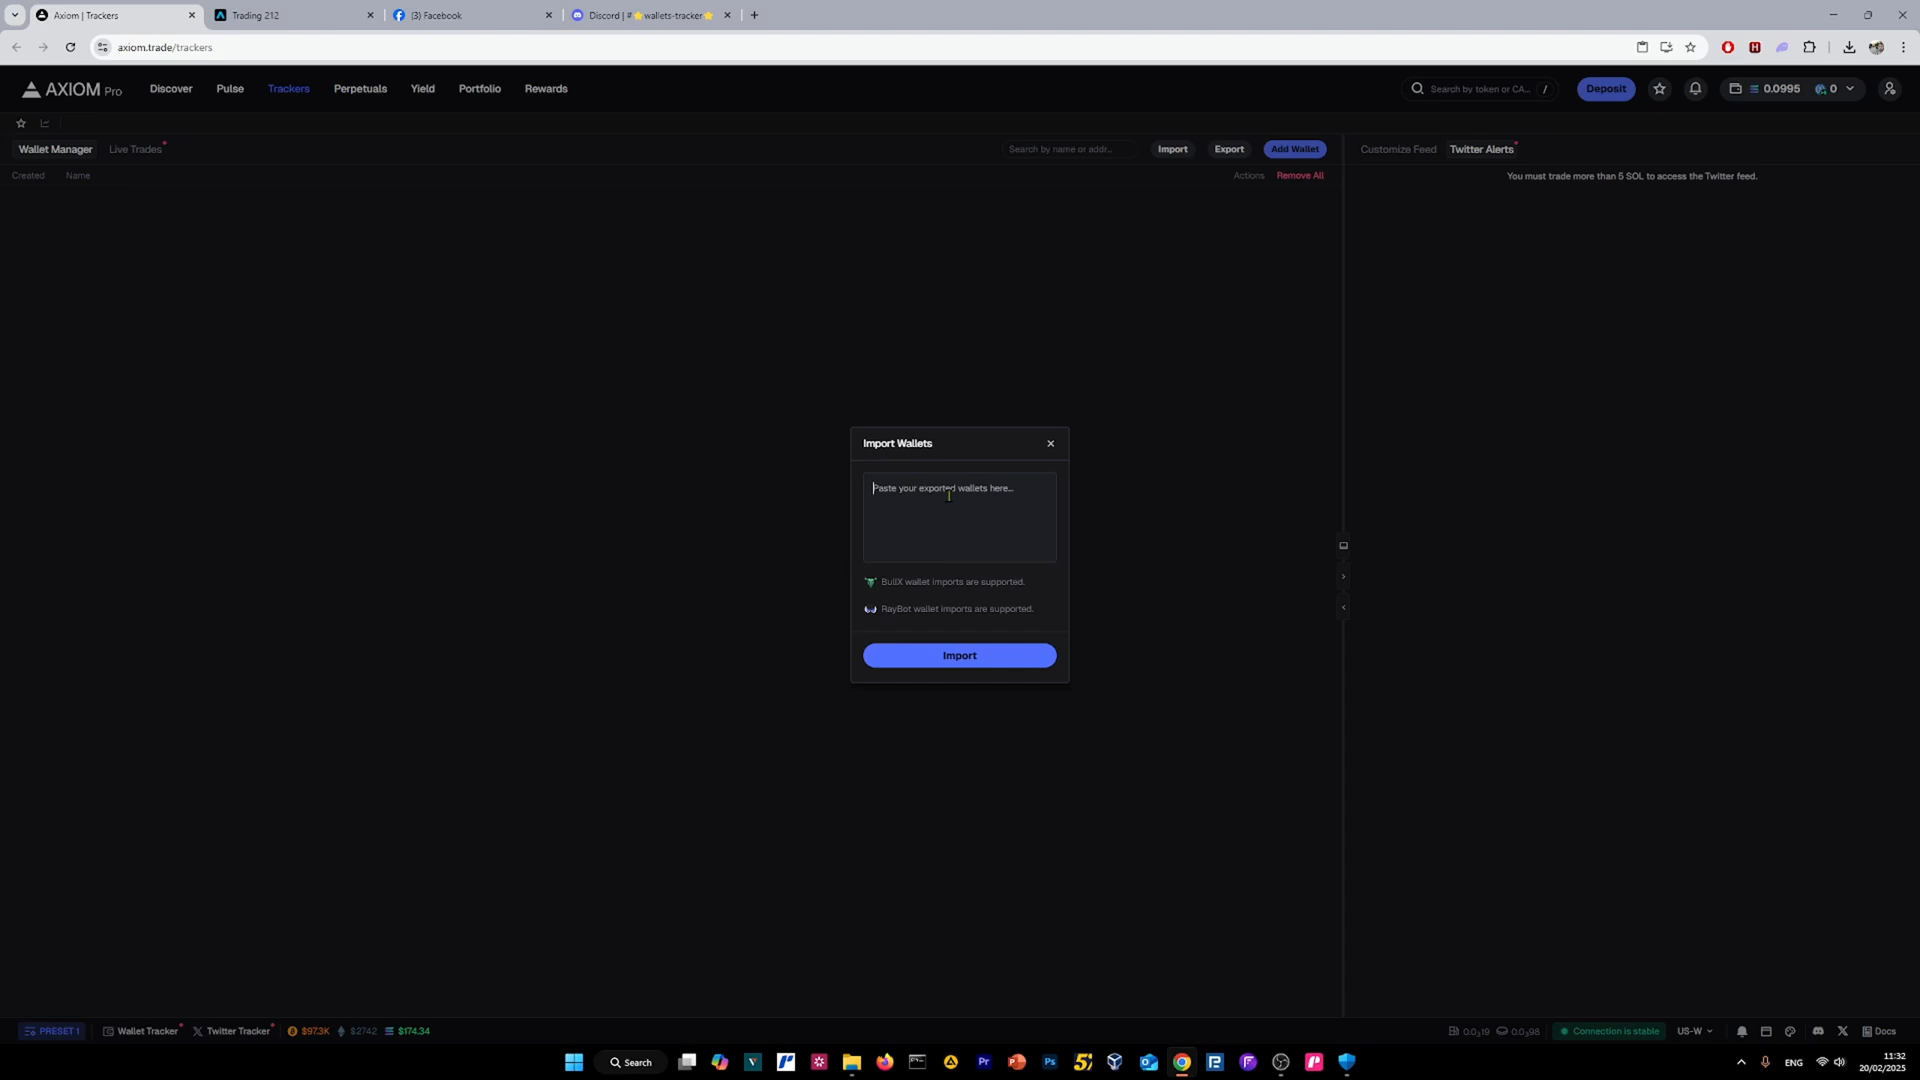 Axiom | Trackers
Trading 212
(3) Facebook
Discord | #⭐wallets-tracker⭐
axiom.trade/trackers
AXIOM Pro
Discover
Pulse
Trackers
Perpetuals
Yield
Portfolio
Rewards
Search by token or CA...
/
Deposit
0.0995
0
Wallet Manager
Live Trades
Search by name or addr...
Import
Export
Add Wallet
Customize Feed
Twitter Alerts
Created
Name
Actions
Remove All
You must trade more than 5 SOL to access the Twitter feed.
Import Wallets
Paste your exported wallets here...
BullX wallet imports are supported.
RayBot wallet imports are supported.
Import
PRESET 1
Wallet Tracker
Twitter Tracker
$97.3K
$2742
$174.34
0.0₃19
0.0₃98
Connection is stable
US-W
Docs
Search
ENG
11:32
20/02/2025